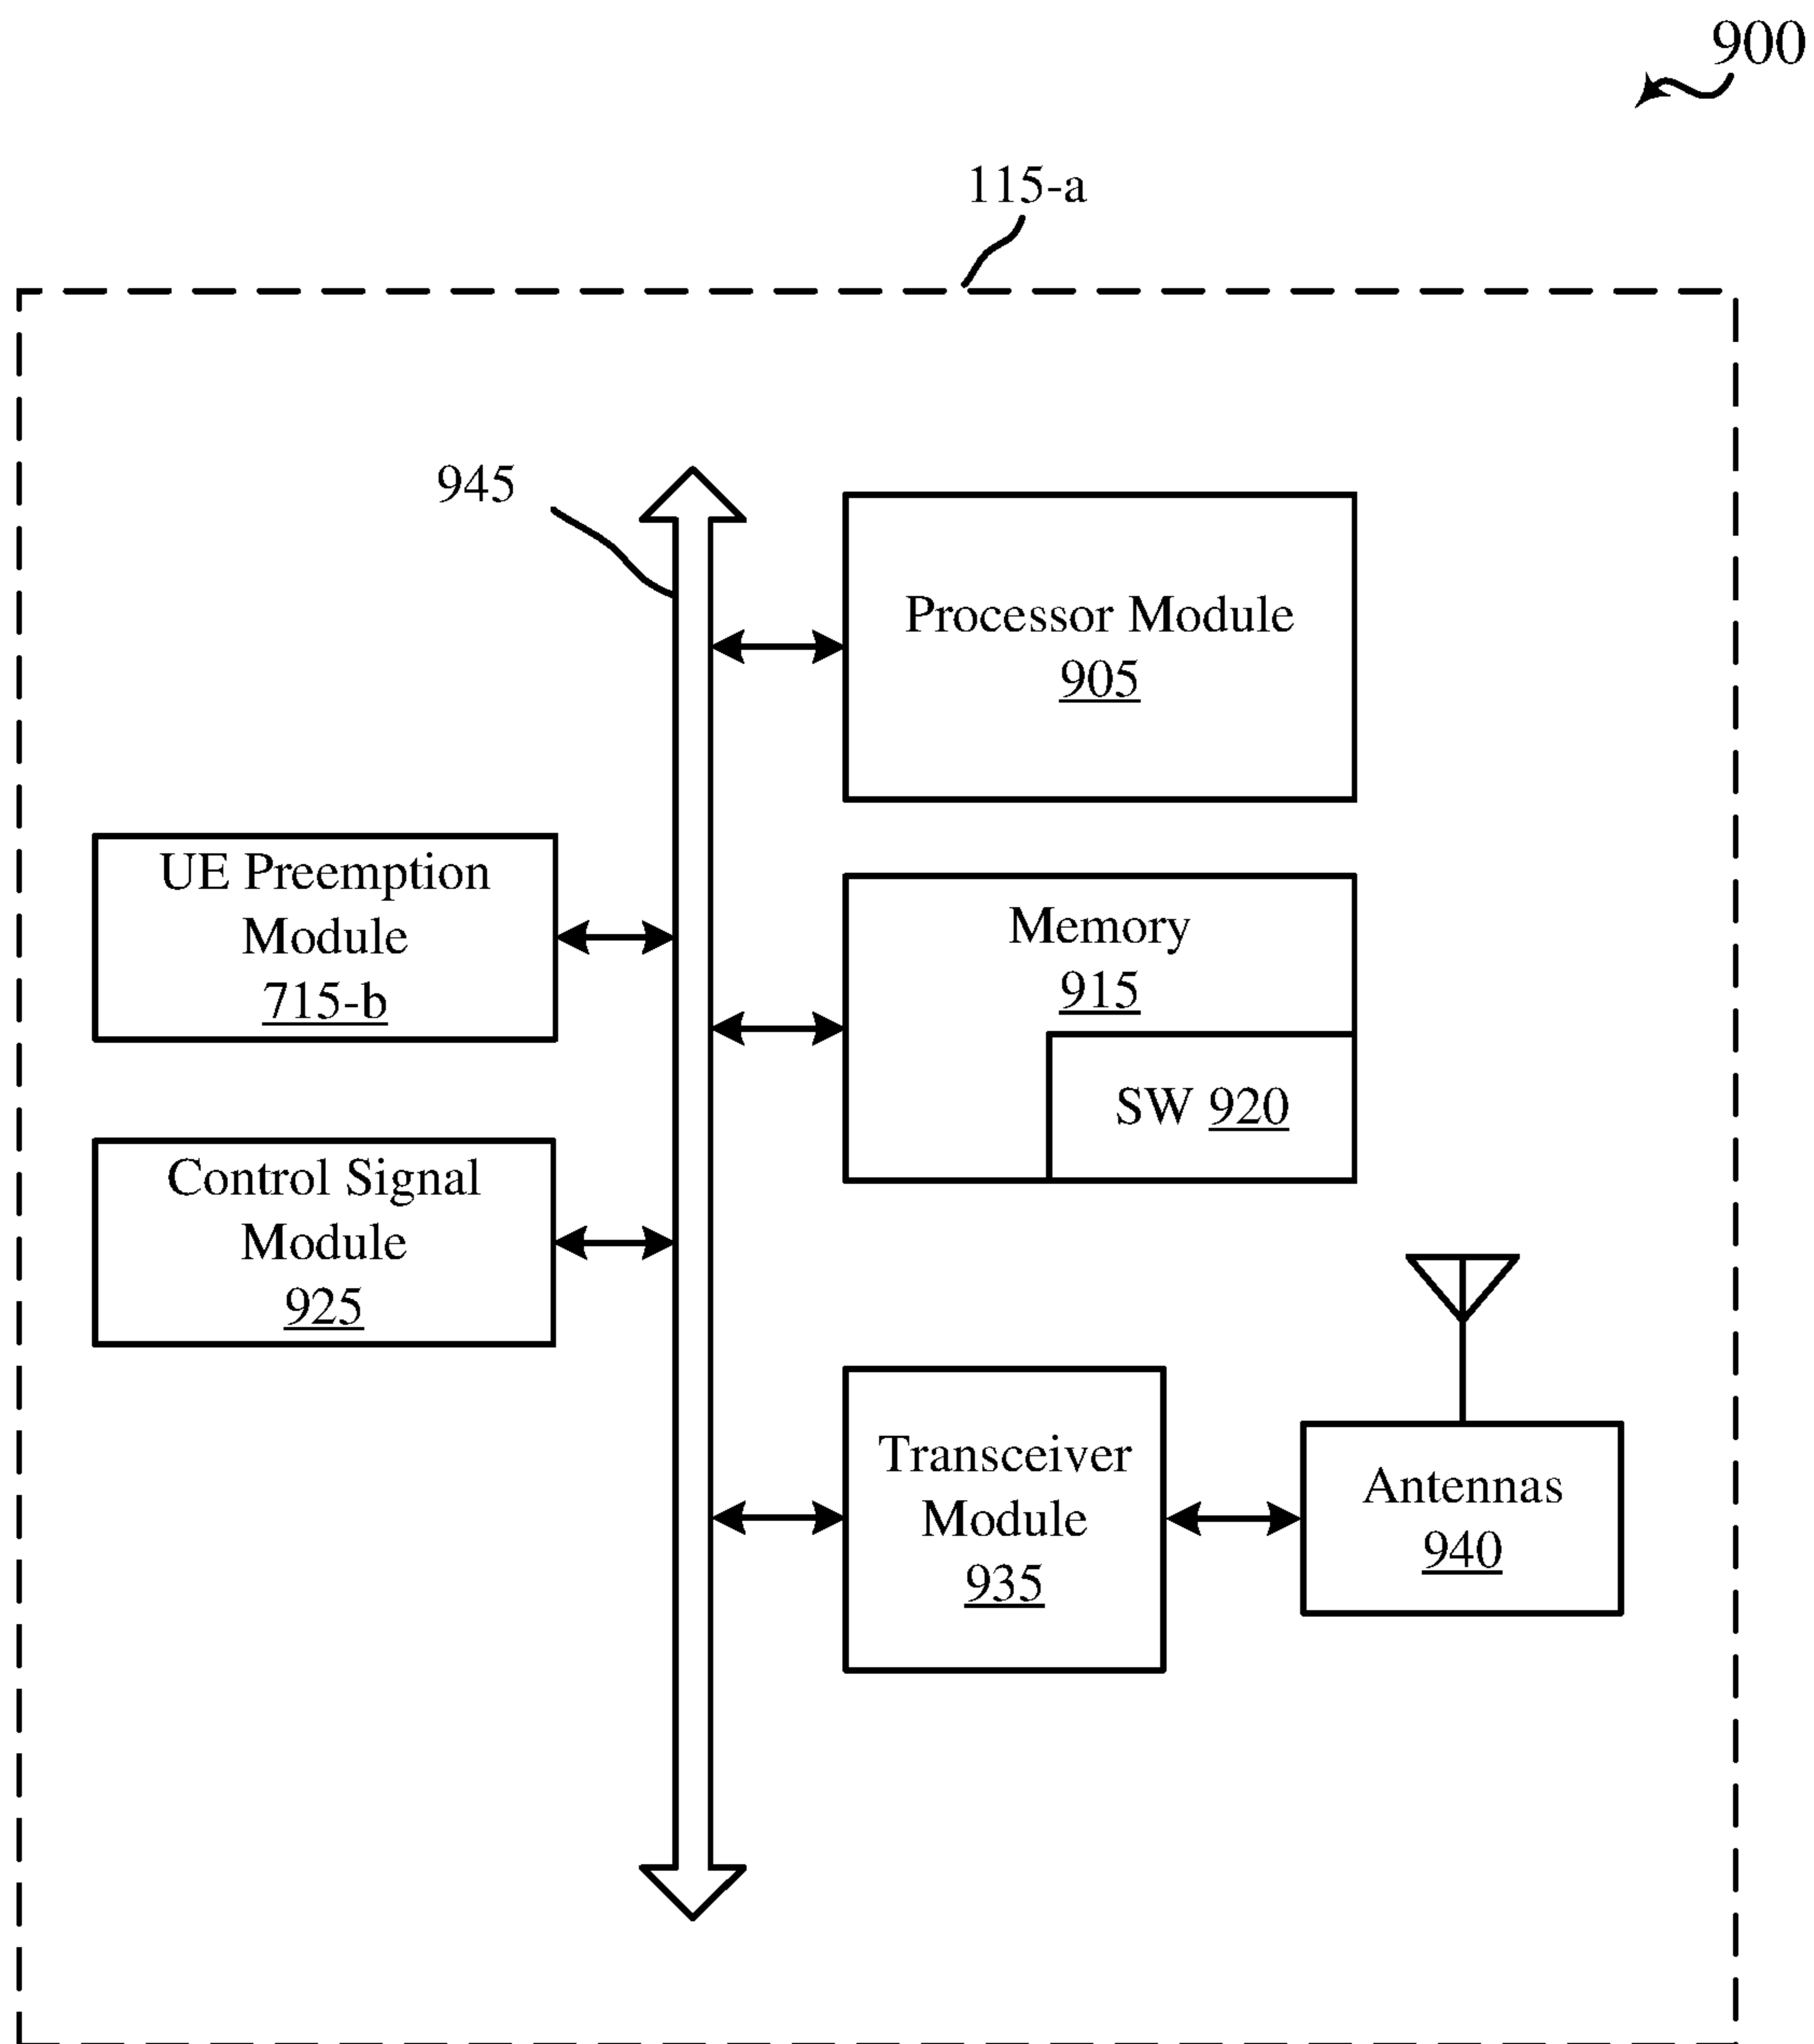 900
115-a
945
Processor Module
905
UE Preemption
Module
715-b
Memory
915
SW 920
Control Signal
Module
925
Transceiver
Module
935
Antennas
940